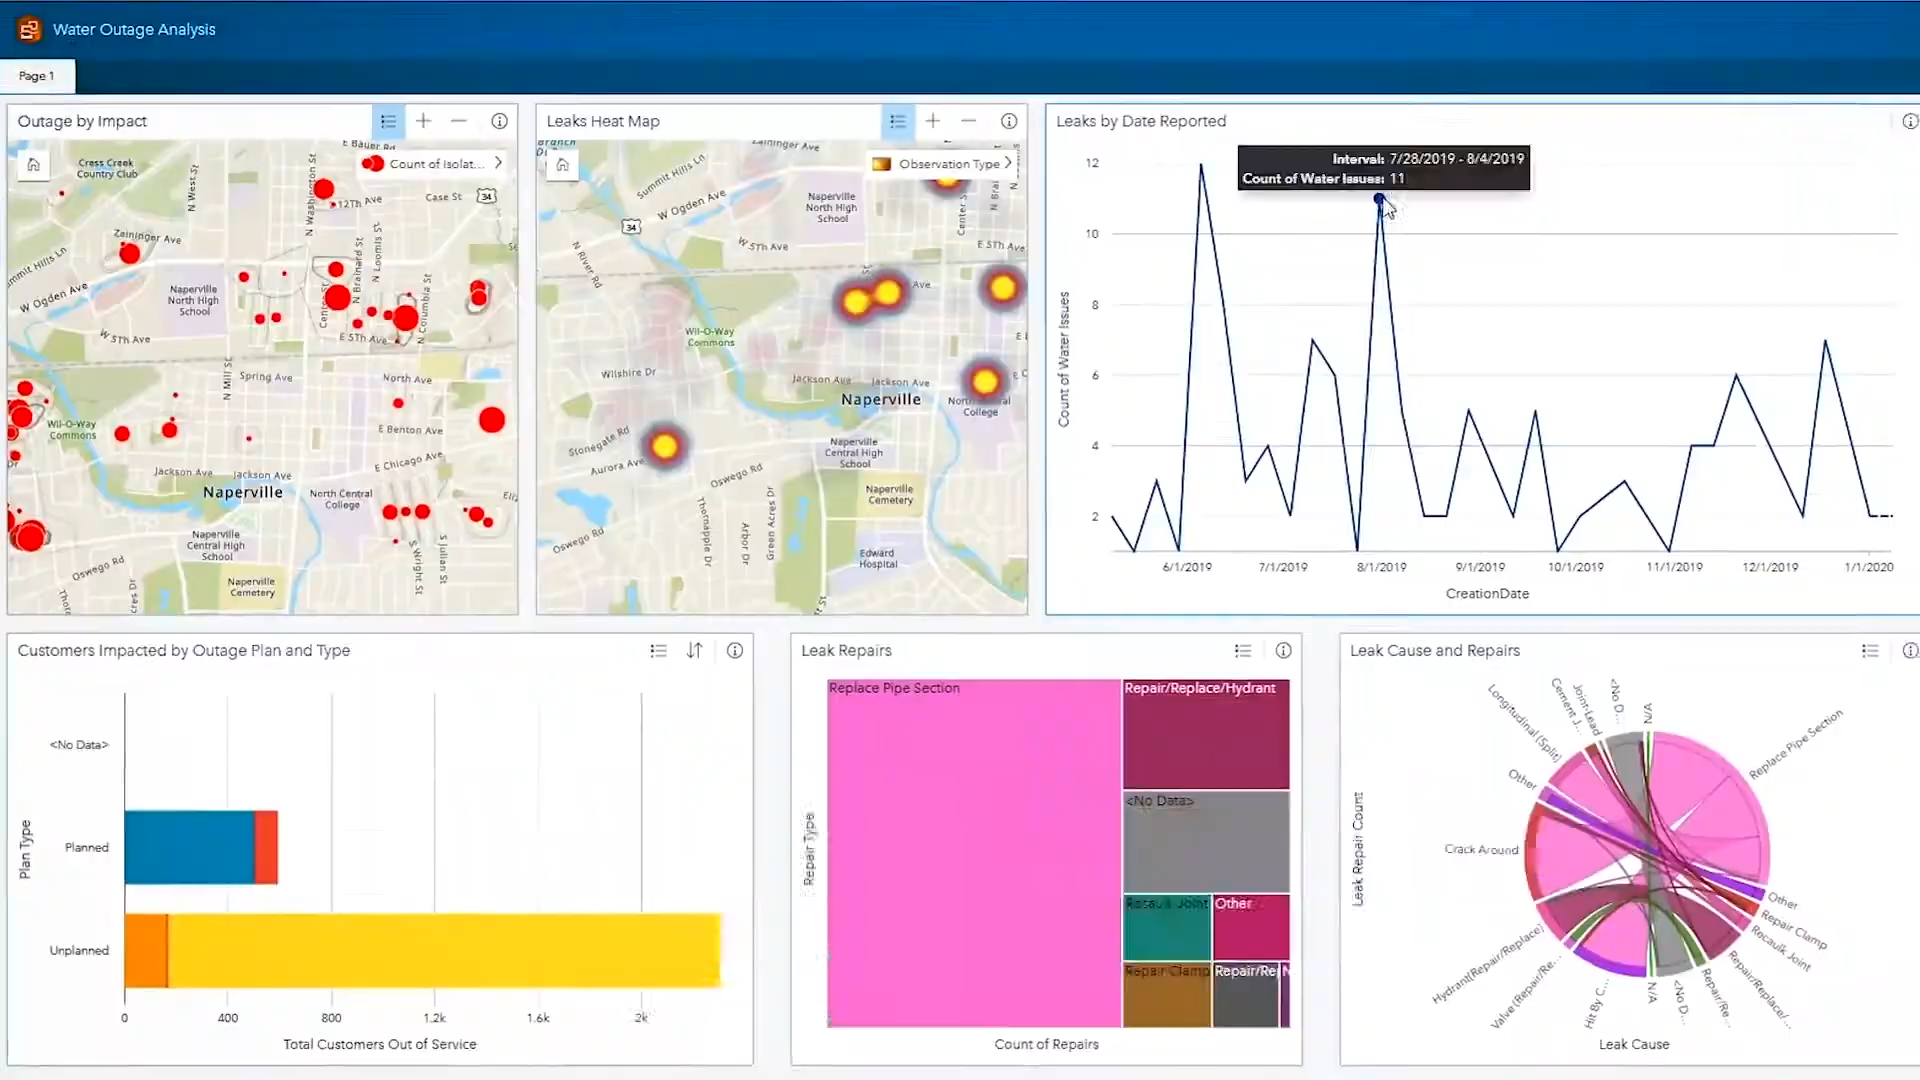 Water Outage Analysis
Page 1
Outage by Impact
Cress Creek
Country Club
E Bauer Rd
Count of Isolat...
N West St
N Washington St
12Th Ave
Case St
34
Zaininger Ave
Summit Hills Ln
W Ogden Ave
Naperville
North High
School
N Brainard St
N Loomis St
N Columbia St
Center St
W 5Th Ave
E 5Th Ave
N Mill St
Spring Ave
North Ave
Wil-O-Way
Commons
E Benton Ave
Jackson Ave
Jackson Ave
E Chicago Ave
Naperville
North Central
College
Naperville
Central High
School
Oswego Rd
Naperville
Cemetery
S Wright St
S Julian St
Leaks Heat Map
Zaininger Ave
Observation Type
Summit Hills Ln
W Ogden Ave
Naperville
North High
School
34
N River Rd
W 5Th Ave
E 5Th Ave
Ave
Wil-O-Way
Commons
Wilshire Dr
Jackson Ave
Jackson Ave
Naperville
North Central
College
Stonegate Rd
Aurora Ave
Oswego Rd
Naperville
Central High
School
Naperville
Cemetery
Thornapple Dr
Arbor Dr
Green Acres Dr
Oswego Rd
Edward
Hospital
Leaks by Date Reported
Interval: 7/28/2019 - 8/4/2019
Count of Water Issues: 11
Count of Water Issues
12
10
8
6
4
2
6/1/2019
7/1/2019
8/1/2019
9/1/2019
10/1/2019
11/1/2019
12/1/2019
1/1/2020
CreationDate
Customers Impacted by Outage Plan and Type
Plan Type
<No Data>
Planned
Unplanned
0
400
800
1.2k
1.6k
2k
Total Customers Out of Service
Leak Repairs
Repair Type
Replace Pipe Section
Repair/Replace/Hydrant
<No Data>
Recaulk Joint
Other
Repair Clamp
Repair/Re
N
Count of Repairs
Leak Cause and Repairs
Leak Repair Count
Longitudinal (Split)
Cement J...
Joint-Lead
<No D...
N/A
Replace Pipe Section
Other
Crack Around
Hydrant(Repair/Replace)
Valve (Repair/Re...
Hit By C...
N/A
<No D...
Repair/Re...
Repair/Replace/...
Recaulk Joint
Repair Clamp
Other
Leak Cause